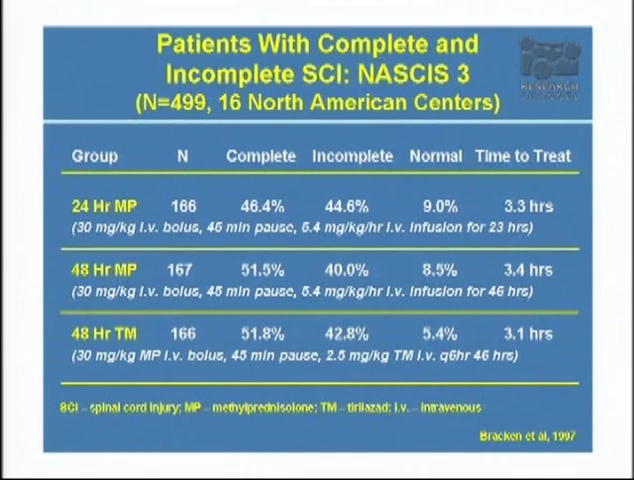 Patients With Complete and
Incomplete SCI: NASCIS 3
(N=499, 16 North American Centers)
RESEARCH
Group N Complete Incomplete Normal Time to Treat
24 Hr MP 166 46.4% 44.6% 9.0% 3.3 hrs
(30 mg/kg i.v. bolus, 45 min pause, 5.4 mg/kg/hr i.v. infusion for 23 hrs)
48 Hr MP 167 51.5% 40.0% 8.5% 3.4 hrs
(30 mg/kg i.v. bolus, 45 min pause, 5.4 mg/kg/hr i.v. infusion for 46 hrs)
48 Hr TM 166 51.8% 42.8% 5.4% 3.1 hrs
(30 mg/kg MP i.v. bolus, 45 min pause, 2.5 mg/kg TM i.v. q6hr 46 hrs)
SCI – spinal cord injury; MP – methylprednisolone; TM – tirilazad; i.v. – intravenous
Bracken et al, 1997